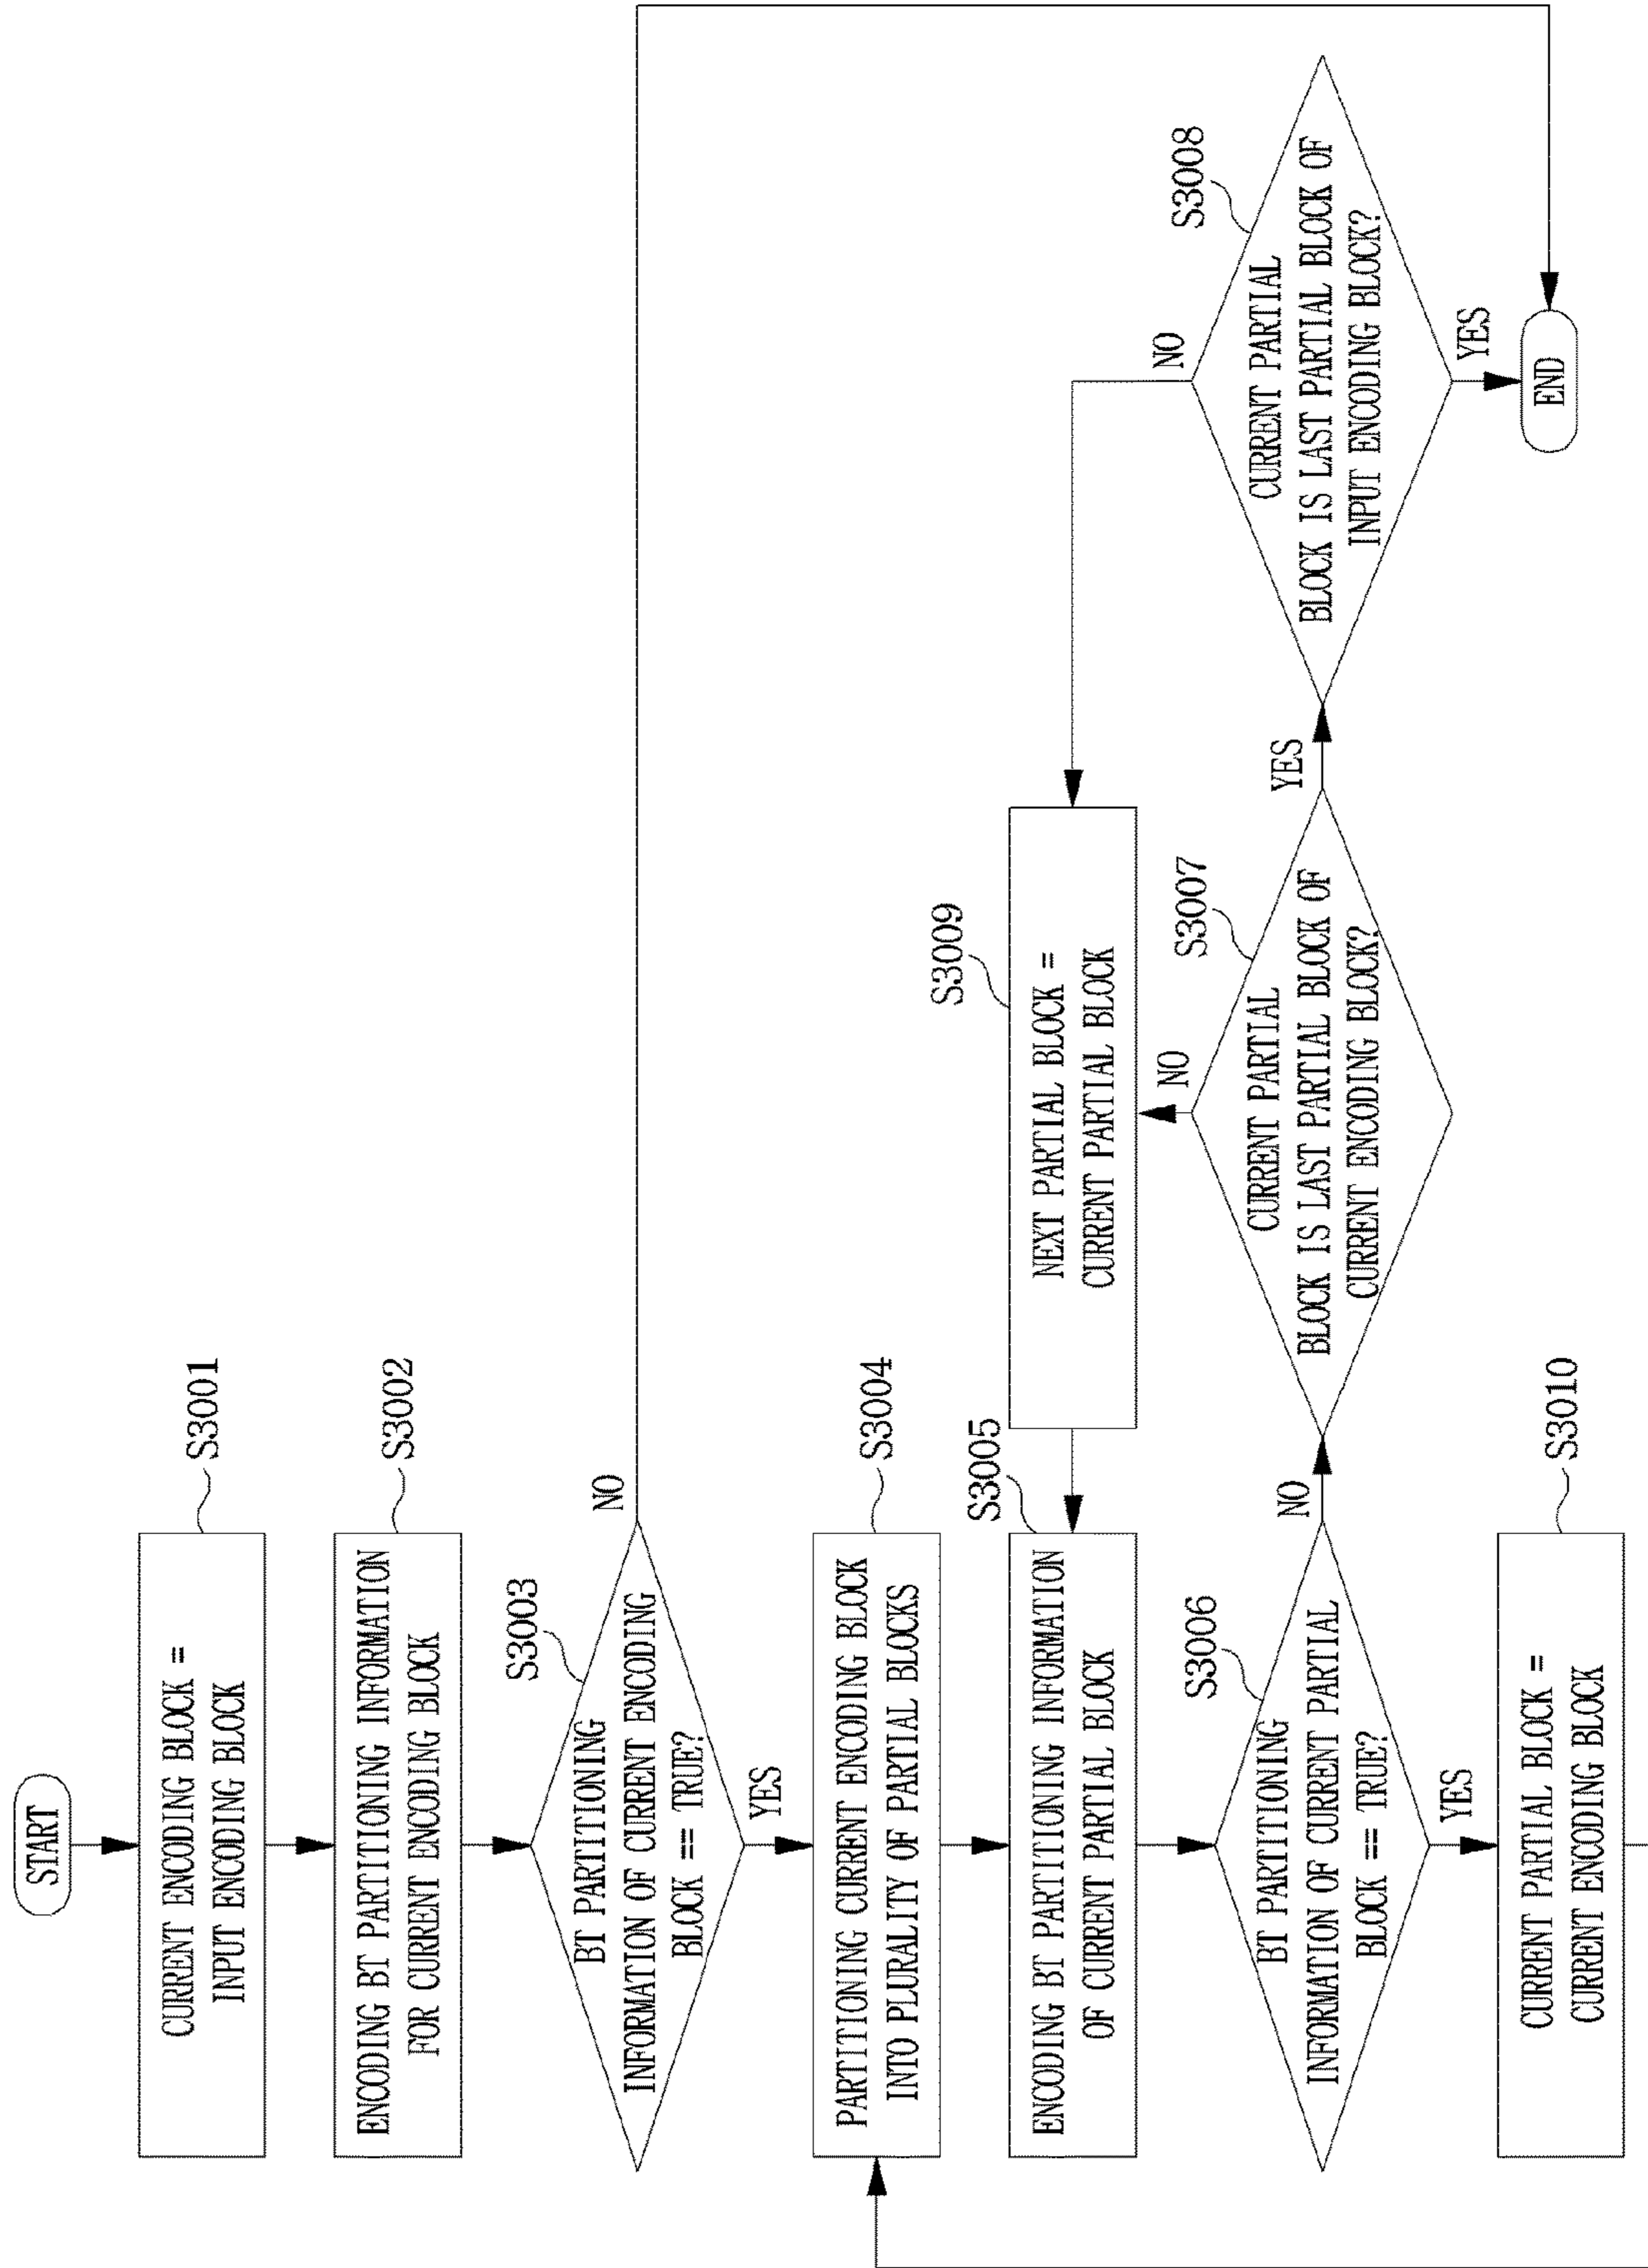 START
CURRENT ENCODING BLOCK =
INPUT ENCODING BLOCK
S3001
ENCODING BT PARTITIONING INFORMATION
FOR CURRENT ENCODING BLOCK
S3002
BT PARTITIONING
INFORMATION OF CURRENT ENCODING
BLOCK == TRUE?
S3003
NO
YES
PARTITIONING CURRENT ENCODING BLOCK
INTO PLURALITY OF PARTIAL BLOCKS
S3004
ENCODING BT PARTITIONING INFORMATION
OF CURRENT PARTIAL BLOCK
S3005
NEXT PARTIAL BLOCK =
CURRENT PARTIAL BLOCK
S3009
BT PARTITIONING
INFORMATION OF CURRENT PARTIAL
BLOCK == TRUE?
S3006
NO
YES
CURRENT PARTIAL
BLOCK IS LAST PARTIAL BLOCK OF
CURRENT ENCODING BLOCK?
S3007
NO
YES
CURRENT PARTIAL
BLOCK IS LAST PARTIAL BLOCK OF
INPUT ENCODING BLOCK?
S3008
NO
YES
CURRENT PARTIAL BLOCK =
CURRENT ENCODING BLOCK
S3010
END